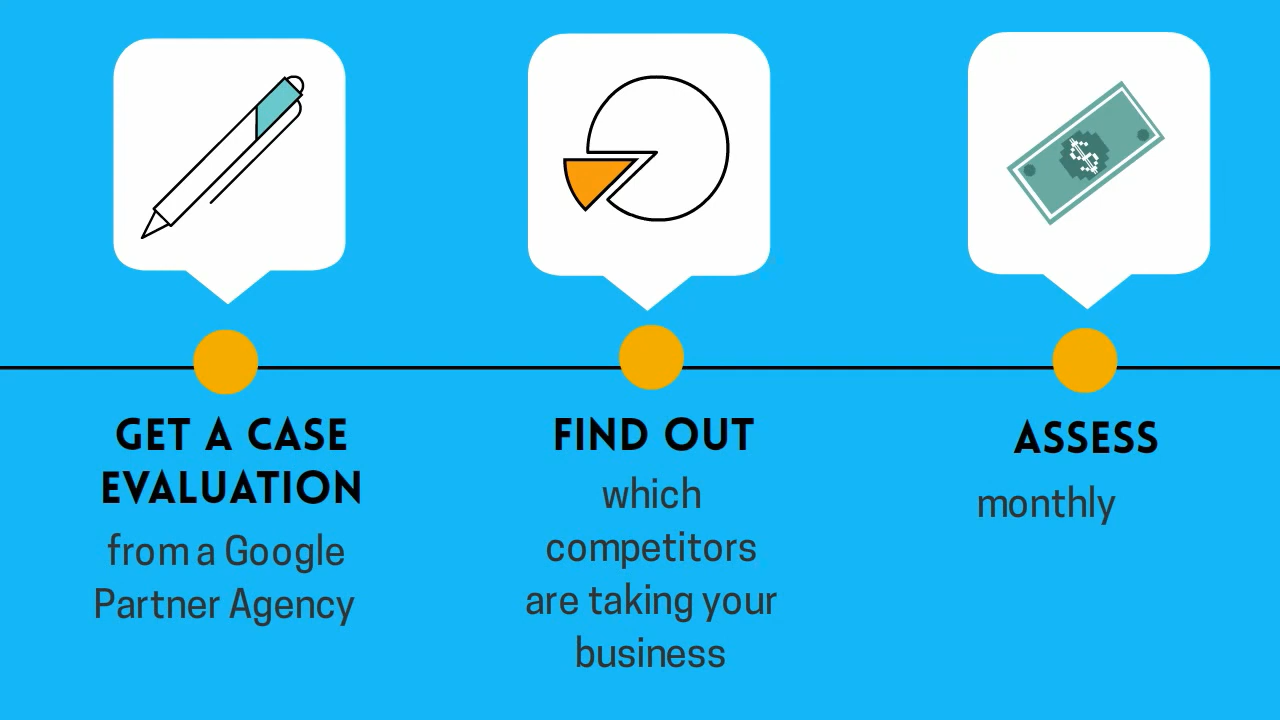 GET A CASE
EVALUATION
from a Google
Partner Agency
FIND OUT
which
competitors
are taking your
business
ASSESS
monthly